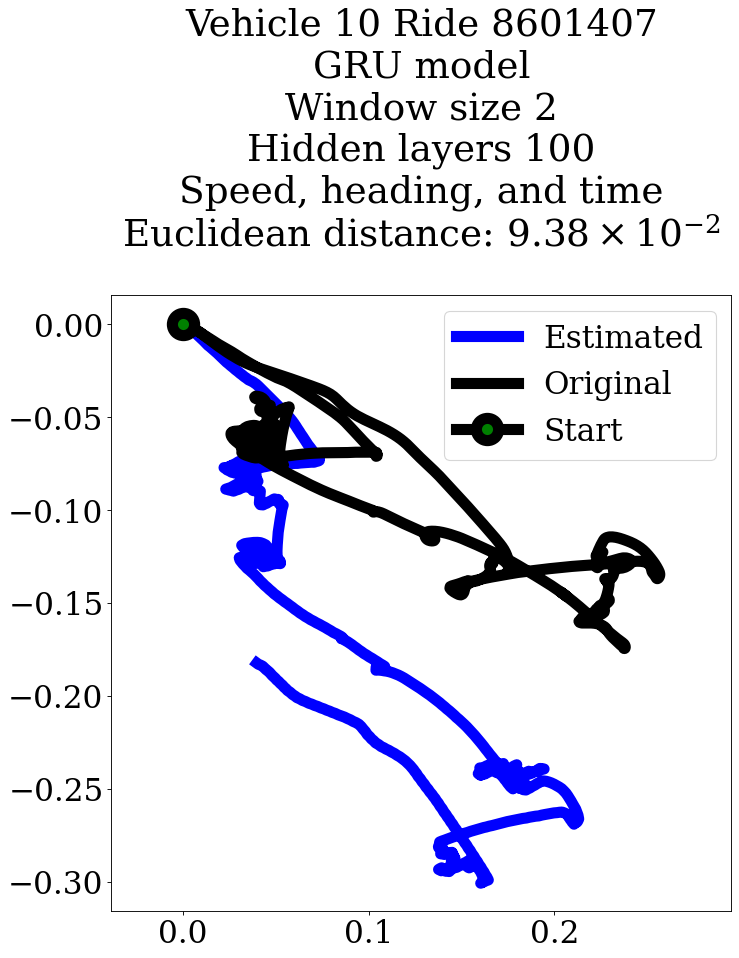 Vehicle 10 Ride 8601407
GRU model
Window size 2
Hidden layers 100
Speed, heading, and time
Euclidean distance: 9.38 × 10⁻²
Estimated
Original
Start
0.00
−0.05
−0.10
−0.15
−0.20
−0.25
−0.30
0.0 0.1 0.2